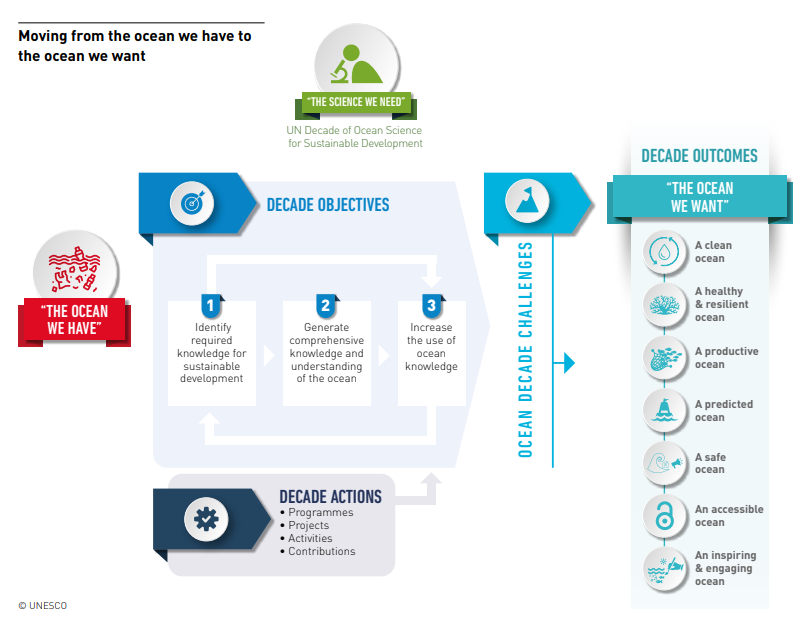 Moving from the ocean we have to
the ocean we want
"THE SCIENCE WE NEED"
UN Decade of Ocean Science
for Sustainable Development
"THE OCEAN
WE HAVE"
DECADE OBJECTIVES
1
Identify
required
knowledge for
sustainable
development
2
Generate
comprehensive
knowledge and
understanding
of the ocean
3
Increase
the use of
ocean
knowledge
DECADE ACTIONS
• Programmes
• Projects
• Activities
• Contributions
OCEAN DECADE CHALLENGES
DECADE OUTCOMES
"THE OCEAN
WE WANT"
A clean
ocean
A healthy
& resilient
ocean
A productive
ocean
A predicted
ocean
A safe
ocean
An accessible
ocean
An inspiring
& engaging
ocean
© UNESCO